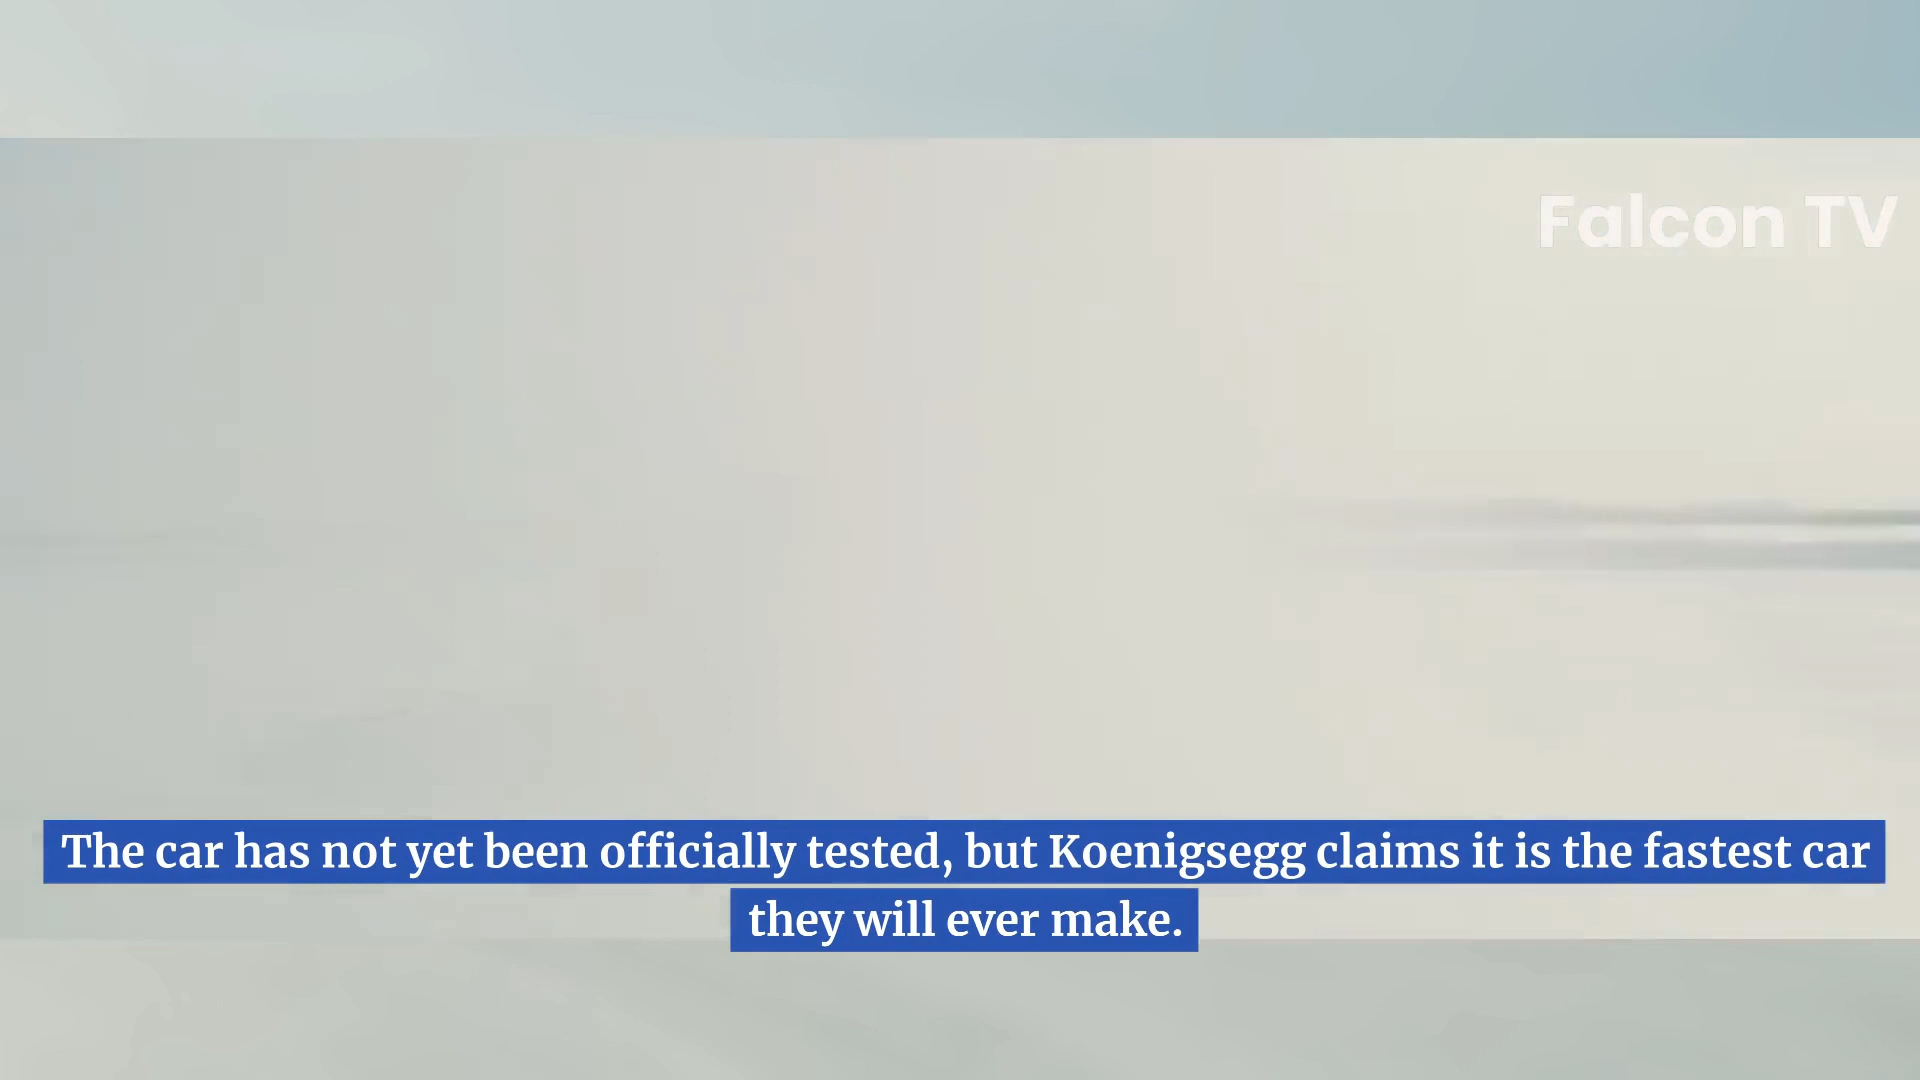 Falcon TV
The car has not yet been officially tested, but Koenigsegg claims it is the fastest car
they will ever make.